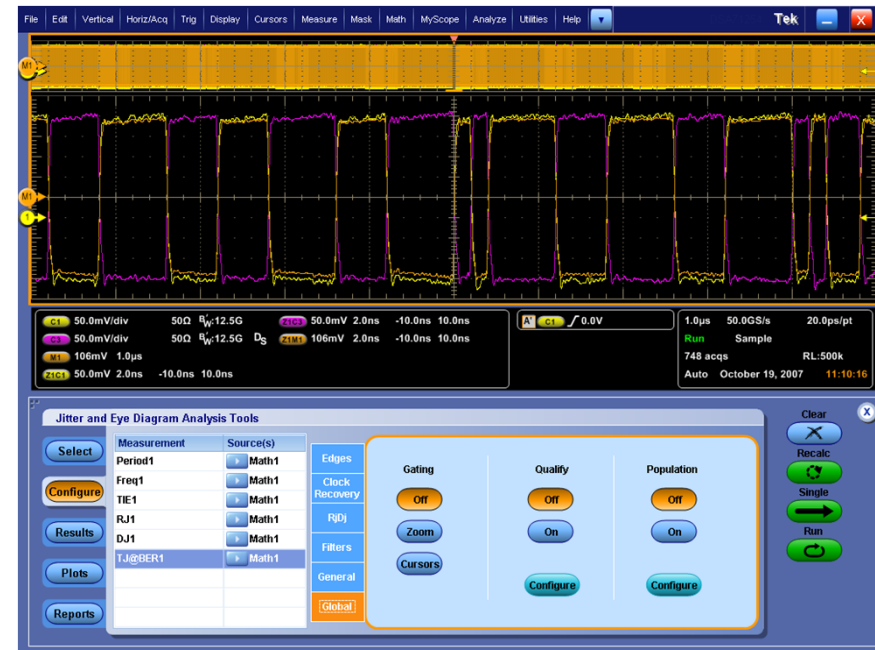 File Edit Vertical Horiz/Acq Trig Display Cursors Measure Mask Math MyScope Analyze Utilities Help Tek X
M1
M1
1
C1 50.0mV/div 50Ω BW:12.5G Z1C3 50.0mV 2.0ns -10.0ns 10.0ns
C3 50.0mV/div 50Ω BW:12.5G DS Z1M1 106mV 2.0ns -10.0ns 10.0ns
M1 106mV 1.0µs
Z1C1 50.0mV 2.0ns -10.0ns 10.0ns
A' C1 0.0V
1.0µs 50.0GS/s 20.0ps/pt
Run Sample
748 acqs RL:500k
Auto October 19, 2007 11:10:16
Jitter and Eye Diagram Analysis Tools
Select
Configure
Results
Plots
Reports
Measurement Source(s)
Period1 Math1
Freq1 Math1
TIE1 Math1
RJ1 Math1
DJ1 Math1
TJ@BER1 Math1
Edges
Clock
Recovery
RjDj
Filters
General
Global
Gating
Off
Zoom
Cursors
Qualify
Off
On
Configure
Population
Off
On
Configure
Clear
X
Recalc
Single
Run